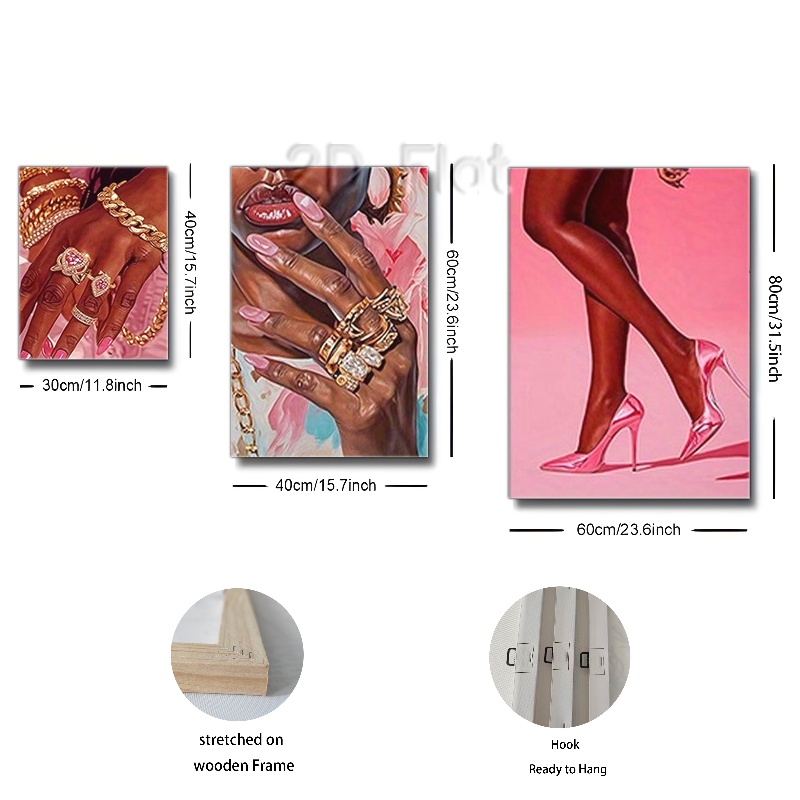 2D Flat
40cm/15.7inch
30cm/11.8inch
60cm/23.6inch
40cm/15.7inch
80cm/31.5inch
60cm/23.6inch
stretched on
wooden Frame
Hook
Ready to Hang